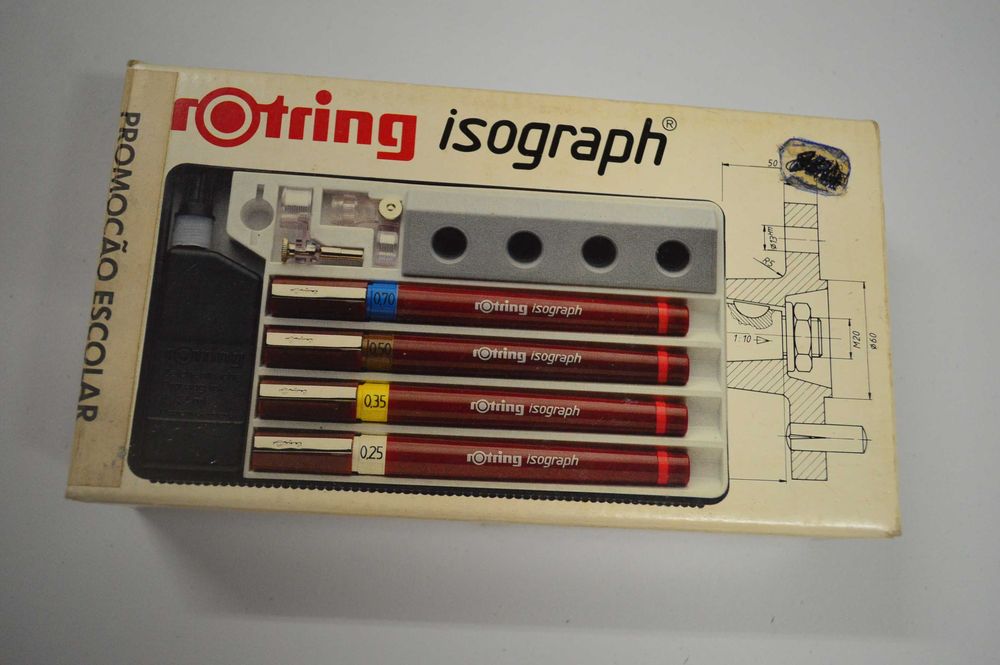 rotring isograph®
PROMOÇÃO ESCOLAR
0,70 rotring isograph
0,50 rotring isograph
0,35 rotring isograph
0,25 rotring isograph
50
R5
1:10
M20
Ø60